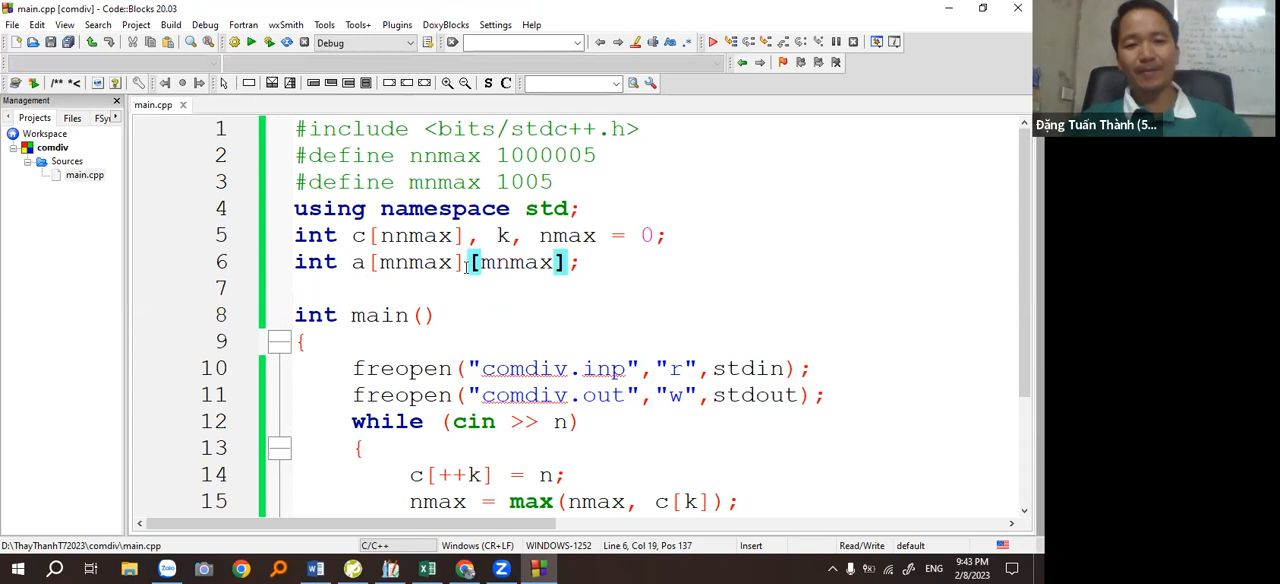 main.cpp [comdiv] - Code::Blocks 20.03
File Edit View Search Project Build Debug Fortran wxSmith Tools Tools+ Plugins DoxyBlocks Settings Help
Debug
/** *<
S C
Management
Projects Files FSy
Workspace
comdiv
Sources
main.cpp
main.cpp
1 #include <bits/stdc++.h>
2 #define nnmax 1000005
3 #define mnmax 1005
4 using namespace std;
5 int c[nnmax], k, nmax = 0;
6 int a[mnmax][mnmax];
7
8 int main()
9 {
10 freopen("comdiv.inp","r",stdin);
11 freopen("comdiv.out","w",stdout);
12 while (cin >> n)
13 {
14 c[++k] = n;
15 nmax = max(nmax, c[k]);
Đặng Tuấn Thành (5...
D:\ThayThanhT72023\comdiv\main.cpp C/C++ Windows (CR+LF) WINDOWS-1252 Line 6, Col 19, Pos 137 Insert Read/Write default
Zalo
ENG
9:43 PM
2/8/2023